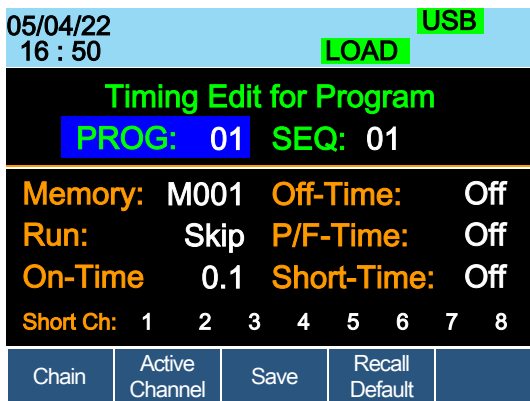 05/04/22 USB
16 : 50 LOAD
Timing Edit for Program
PROG: 01 SEQ: 01
Memory: M001 Off-Time: Off
Run: Skip P/F-Time: Off
On-Time 0.1 Short-Time: Off
Short Ch: 1 2 3 4 5 6 7 8
Chain Active Channel Save Recall Default